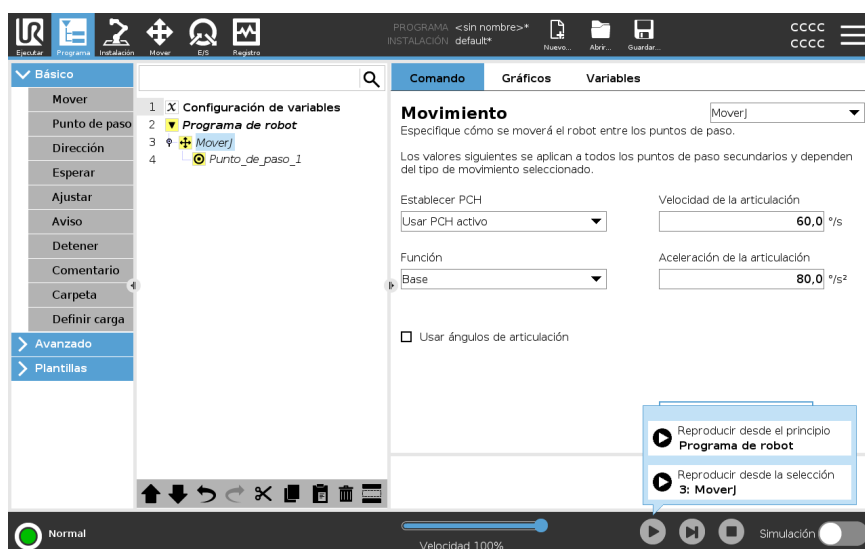 UR
PROGRAMA <sin nombre>*
INSTALACIÓN default*
CCCC
CCCC
Ejecutar Programa Instalación Mover E/S Registro
Nuevo... Abrir... Guardar...
Básico
Mover
Punto de paso
Dirección
Esperar
Ajustar
Aviso
Detener
Comentario
Carpeta
Definir carga
Avanzado
Plantillas
1 X Configuración de variables
2 Programa de robot
3 MoverJ
4 Punto_de_paso_1
Comando Gráficos Variables
Movimiento
MoverJ
Especifique cómo se moverá el robot entre los puntos de paso.
Los valores siguientes se aplican a todos los puntos de paso secundarios y dependen
del tipo de movimiento seleccionado.
Establecer PCH Velocidad de la articulación
Usar PCH activo 60,0 °/s
Función Aceleración de la articulación
Base 80,0 °/s²
Usar ángulos de articulación
Reproducir desde el principio
Programa de robot
Reproducir desde la selección
3: MoverJ
Normal
Velocidad 100%
Simulación